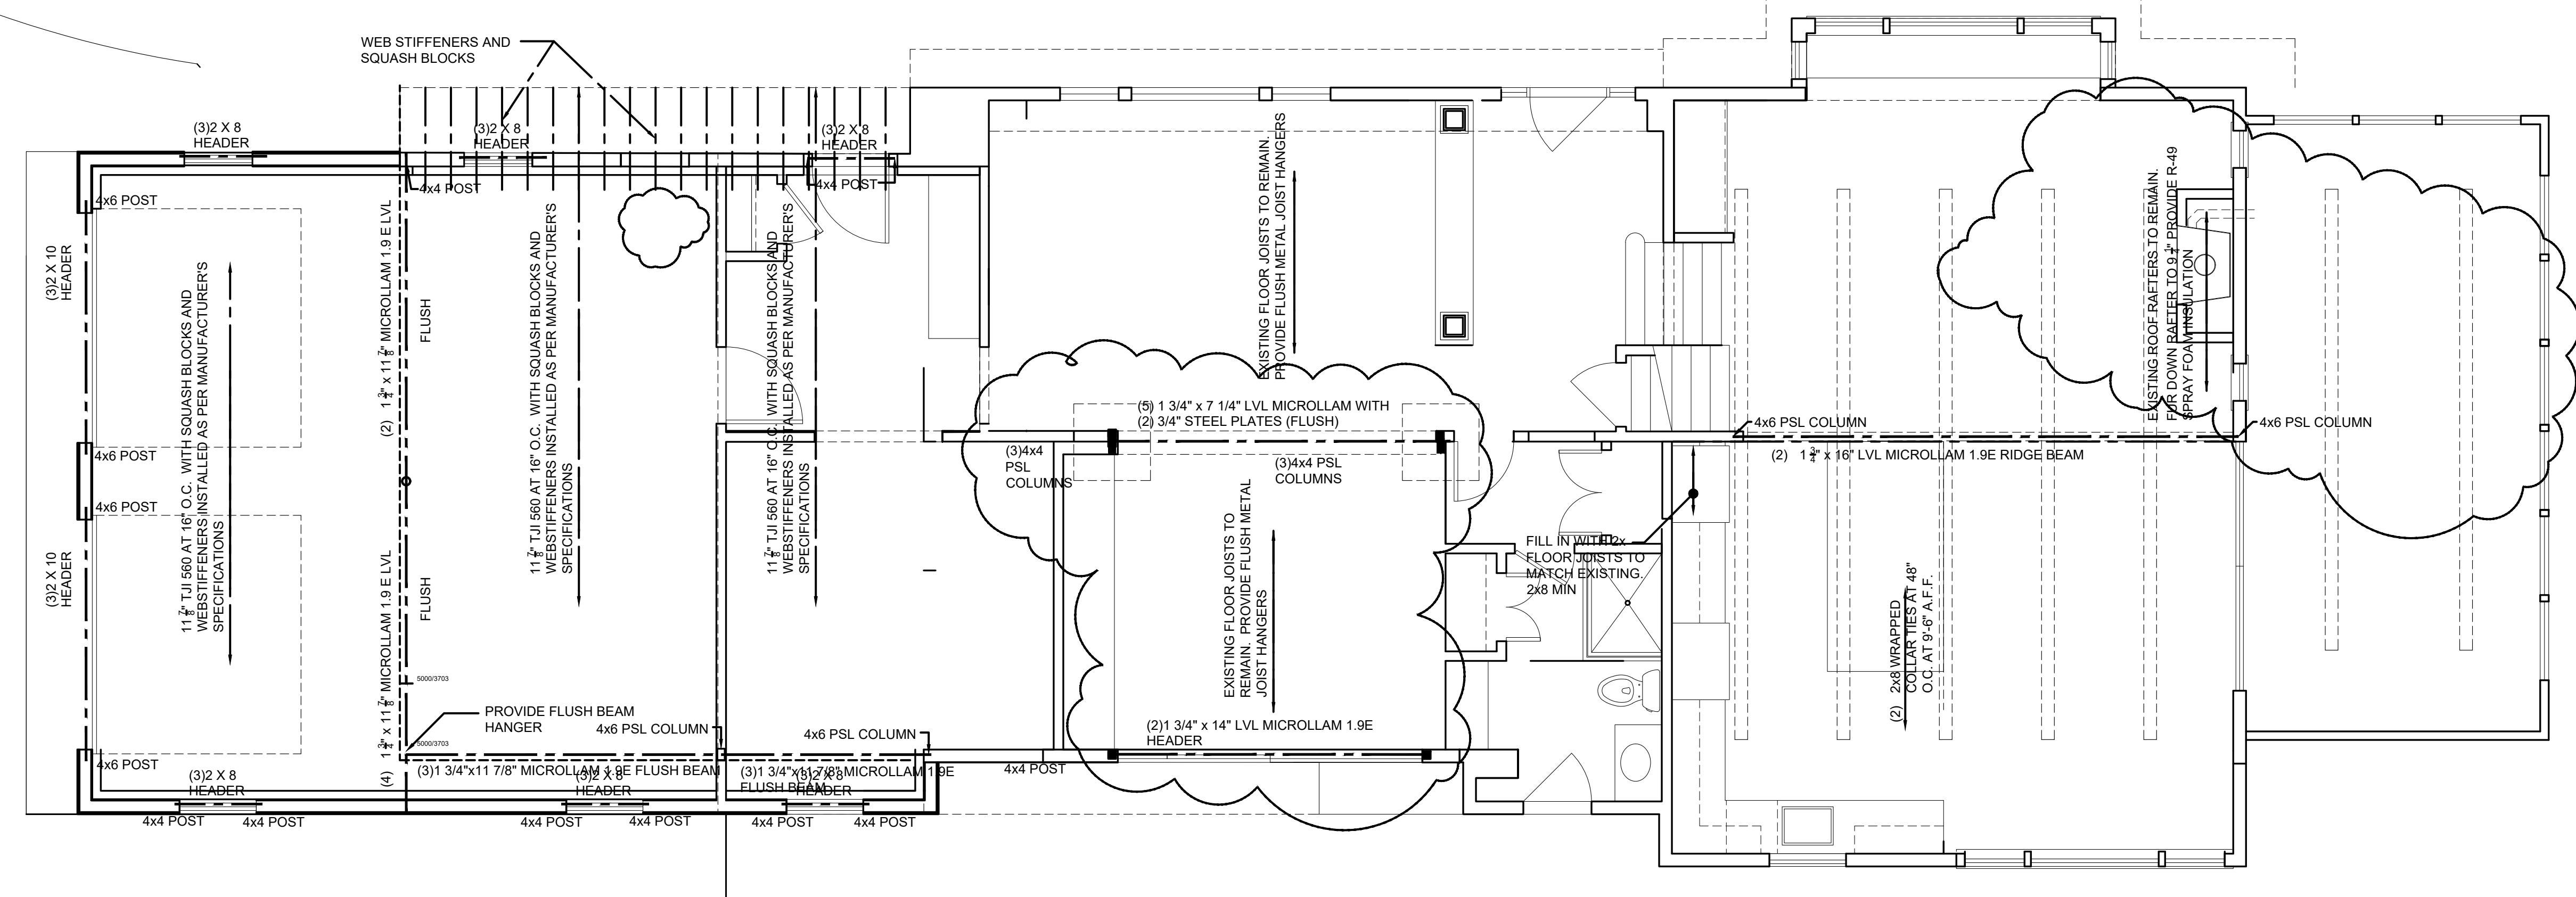 WEB STIFFENERS AND
SQUASH BLOCKS
(3)2 X 8
HEADER
(3)2 X 8
HEADER
(3)2 X 8
HEADER
4x6 POST
4x4 POST
4x4 POST
(3)2 X 10
HEADER
11 7/8" TJI 560 AT 16" O.C. WITH SQUASH BLOCKS AND
WEBSTIFFENERS INSTALLED AS PER MANUFACTURER'S
SPECIFICATIONS
(2) 1 3/4" x 11 7/8" MICROLLAM 1.9 E LVL
FLUSH
11 7/8" TJI 560 AT 16" O.C. WITH SQUASH BLOCKS AND
WEBSTIFFENERS INSTALLED AS PER MANUFACTURER'S
SPECIFICATIONS
11 7/8" TJI 560 AT 16" O.C. WITH SQUASH BLOCKS AND
WEBSTIFFENERS INSTALLED AS PER MANUFACTURER'S
SPECIFICATIONS
EXISTING FLOOR JOISTS TO REMAIN.
PROVIDE FLUSH METAL JOIST HANGERS
EXISTING ROOF RAFTERS TO REMAIN.
FUR DOWN RAFTER TO 9 1/4" PROVIDE R-49
SPRAY FOAM INSULATION
(5) 1 3/4" x 7 1/4" LVL MICROLLAM WITH
(2) 3/4" STEEL PLATES (FLUSH)
4x6 PSL COLUMN
4x6 PSL COLUMN
(2) 1 3/4" x 16" LVL MICROLLAM 1.9E RIDGE BEAM
4x6 POST
(3)4x4
PSL
COLUMNS
(3)4x4 PSL
COLUMNS
4x6 POST
(3)2 X 10
HEADER
(4) 1 3/4" x 11 7/8" MICROLLAM 1.9 E LVL
FLUSH
EXISTING FLOOR JOISTS TO
REMAIN. PROVIDE FLUSH METAL
JOIST HANGERS
FILL IN WITH 2x
FLOOR JOISTS TO
MATCH EXISTING.
2x8 MIN
(2) 2x8 WRAPPED
COLLAR TIES AT 48"
O.C. AT 9'-6" A.F.F.
5000/3703
PROVIDE FLUSH BEAM
HANGER
4x6 PSL COLUMN
4x6 PSL COLUMN
(2)1 3/4" x 14" LVL MICROLLAM 1.9E
HEADER
5000/3703
4x6 POST
(3)1 3/4"x11 7/8" MICROLLAM 1.9E FLUSH BEAM
(3)1 3/4"x11 7/8" MICROLLAM 1.9E
FLUSH BEAM
4x4 POST
(3)2 X 8
HEADER
(3)2 X 8
HEADER
(3)2 X 8
HEADER
4x4 POST
4x4 POST
4x4 POST
4x4 POST
4x4 POST
4x4 POST